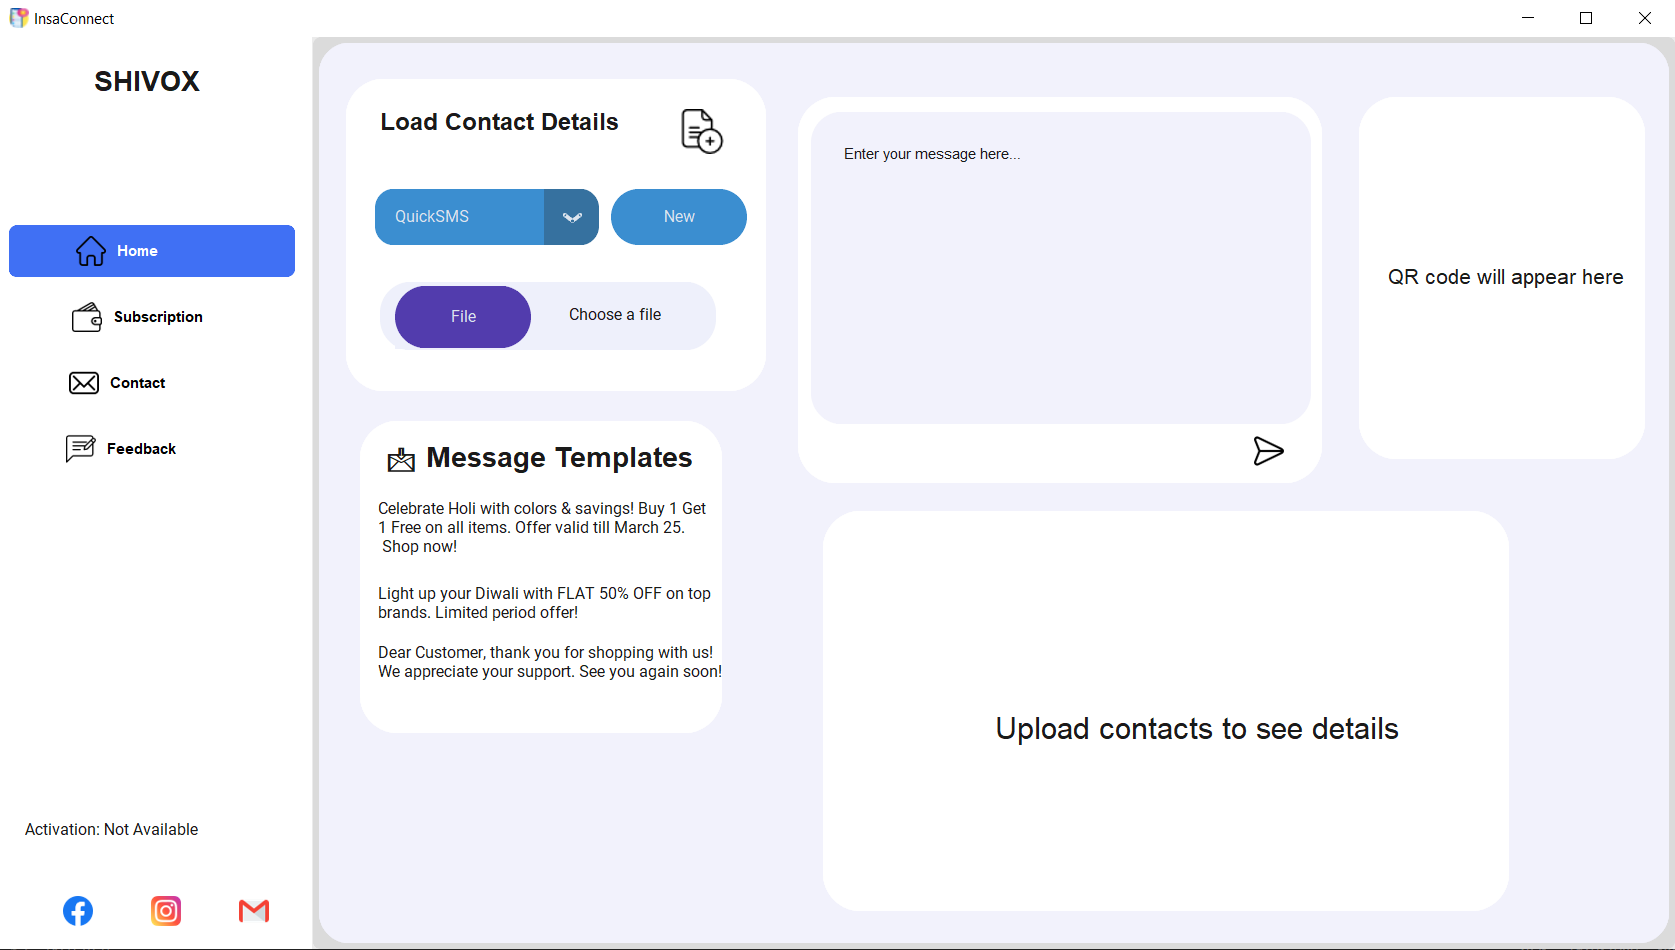 InsaConnect
SHIVOX
Home
Subscription
Contact
Feedback
Activation: Not Available
Load Contact Details
QuickSMS
New
File
Choose a file
Message Templates
Celebrate Holi with colors & savings! Buy 1 Get
1 Free on all items. Offer valid till March 25.
Shop now!
Light up your Diwali with FLAT 50% OFF on top
brands. Limited period offer!
Dear Customer, thank you for shopping with us!
We appreciate your support. See you again soon!
Enter your message here...
QR code will appear here
Upload contacts to see details